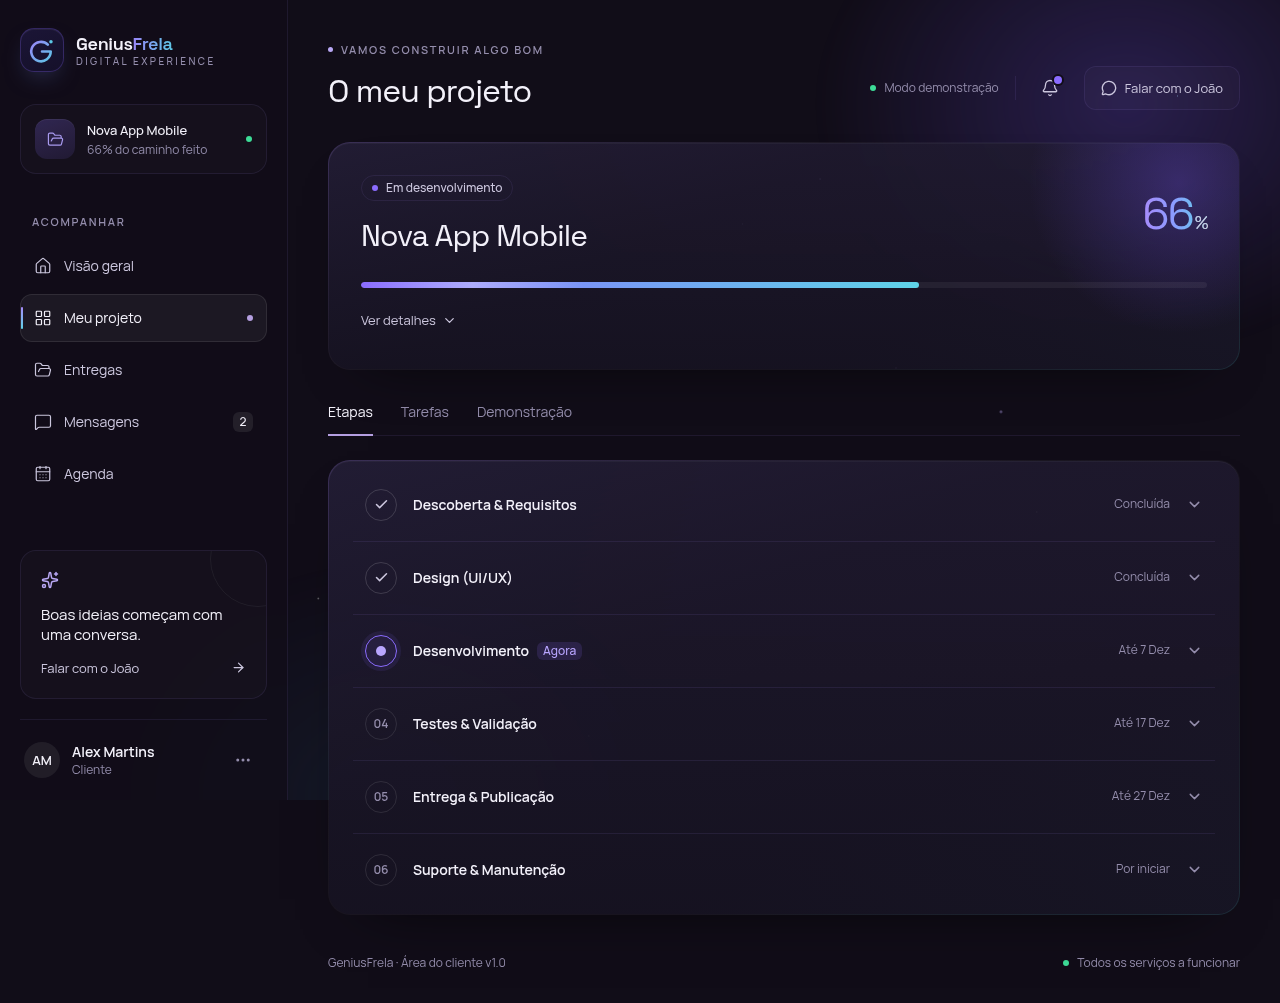 GeniusFrela
DIGITAL EXPERIENCE
Nova App Mobile
66% do caminho feito
ACOMPANHAR
Visão geral
Meu projeto
Entregas
Mensagens
2
Agenda
Boas ideias começam com
uma conversa.
Falar com o João
AM
Alex Martins
Cliente
VAMOS CONSTRUIR ALGO BOM
O meu projeto
Modo demonstração
Falar com o João
Em desenvolvimento
Nova App Mobile
66%
Ver detalhes
Etapas
Tarefas
Demonstração
Descoberta & Requisitos
Concluída
Design (UI/UX)
Concluída
Desenvolvimento
Agora
Até 7 Dez
04
Testes & Validação
Até 17 Dez
05
Entrega & Publicação
Até 27 Dez
06
Suporte & Manutenção
Por iniciar
GeniusFrela · Área do cliente v1.0
Todos os serviços a funcionar